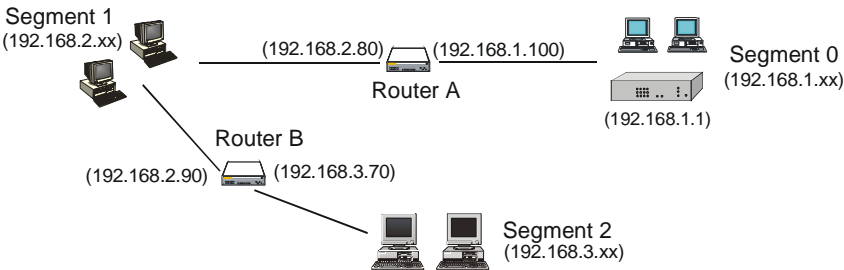 Segment 1
(192.168.2.xx)
(192.168.2.80)
(192.168.1.100)
Router A
Segment 0
(192.168.1.xx)
(192.168.1.1)
Router B
(192.168.2.90)
(192.168.3.70)
Segment 2
(192.168.3.xx)